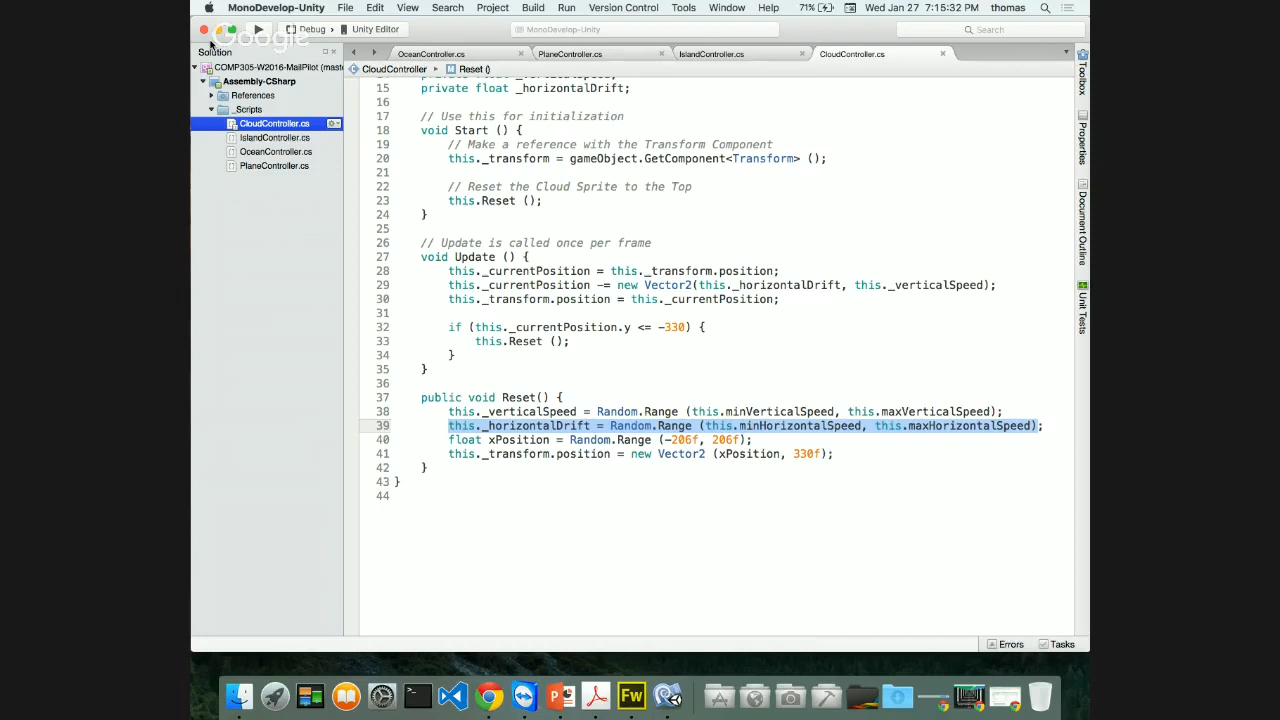 MonoDevelop-Unity File Edit View Search Project Build Run Version Control Tools Window Help 71% Wed Jan 27 7:15:32 PM thomas
Debug Unity Editor MonoDevelop-Unity Search
Google
Solution
OceanController.cs PlaneController.cs IslandController.cs CloudController.cs
CloudController Reset ()
COMP305-W2016-MailPilot (mast
Assembly-CSharp
References
_Scripts
CloudController.cs
IslandController.cs
OceanController.cs
PlaneController.cs
15 private float _horizontalDrift;
16
17 // Use this for initialization
18 void Start () {
19 // Make a reference with the Transform Component
20 this._transform = gameObject.GetComponent<Transform> ();
21
22 // Reset the Cloud Sprite to the Top
23 this.Reset ();
24 }
25
26 // Update is called once per frame
27 void Update () {
28 this._currentPosition = this._transform.position;
29 this._currentPosition -= new Vector2(this._horizontalDrift, this._verticalSpeed);
30 this._transform.position = this._currentPosition;
31
32 if (this._currentPosition.y <= -330) {
33 this.Reset ();
34 }
35 }
36
37 public void Reset() {
38 this._verticalSpeed = Random.Range (this.minVerticalSpeed, this.maxVerticalSpeed);
39 this._horizontalDrift = Random.Range (this.minHorizontalSpeed, this.maxHorizontalSpeed);
40 float xPosition = Random.Range (-206f, 206f);
41 this._transform.position = new Vector2 (xPosition, 330f);
42 }
43 }
44
Toolbox
Properties
Document Outline
Unit Tests
Errors Tasks
Fw